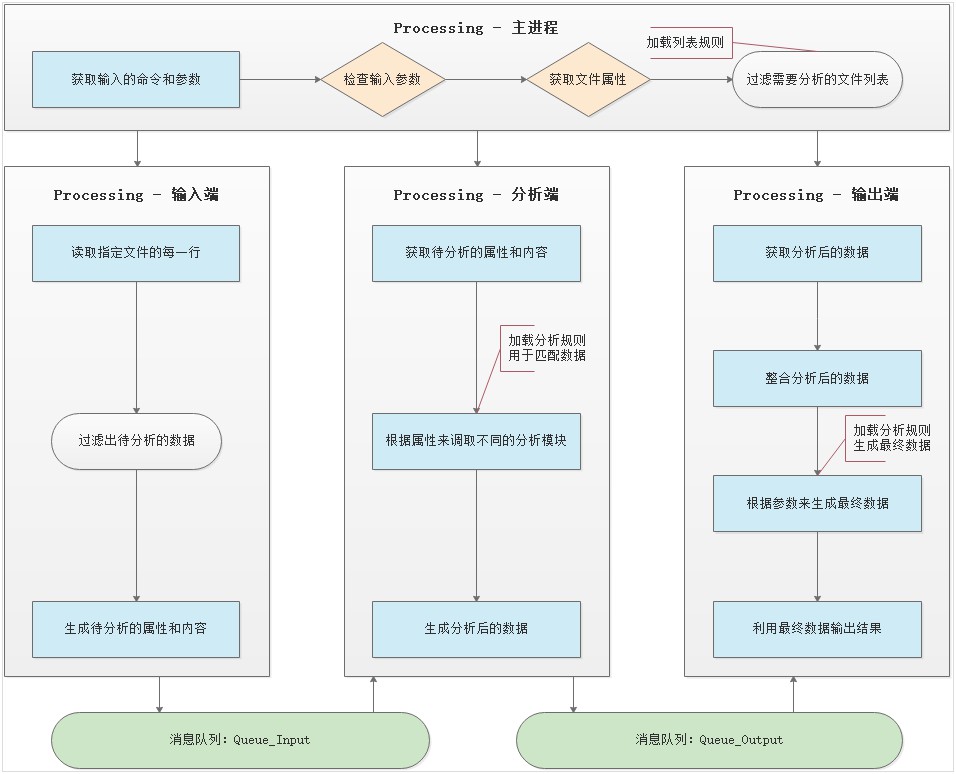 Processing - 主进程
加载列表规则
获取输入的命令和参数
检查输入参数
获取文件属性
过滤需要分析的文件列表
Processing - 输入端
读取指定文件的每一行
过滤出待分析的数据
生成待分析的属性和内容
Processing - 分析端
获取待分析的属性和内容
加载分析规则
用于匹配数据
根据属性来调取不同的分析模块
生成分析后的数据
Processing - 输出端
获取分析后的数据
整合分析后的数据
加载分析规则
生成最终数据
根据参数来生成最终数据
利用最终数据输出结果
消息队列: Queue_Input
消息队列: Queue_Output